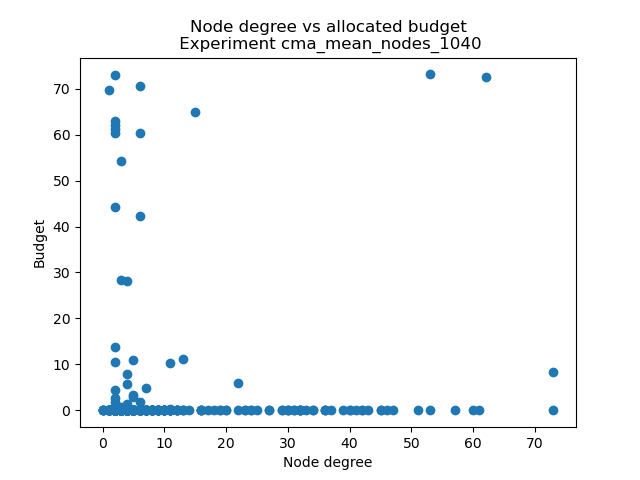 Node degree vs allocated budget
Experiment cma_mean_nodes_1040
70
60
50
40
30
20
10
0
Budget
0 10 20 30 40 50 60 70
Node degree